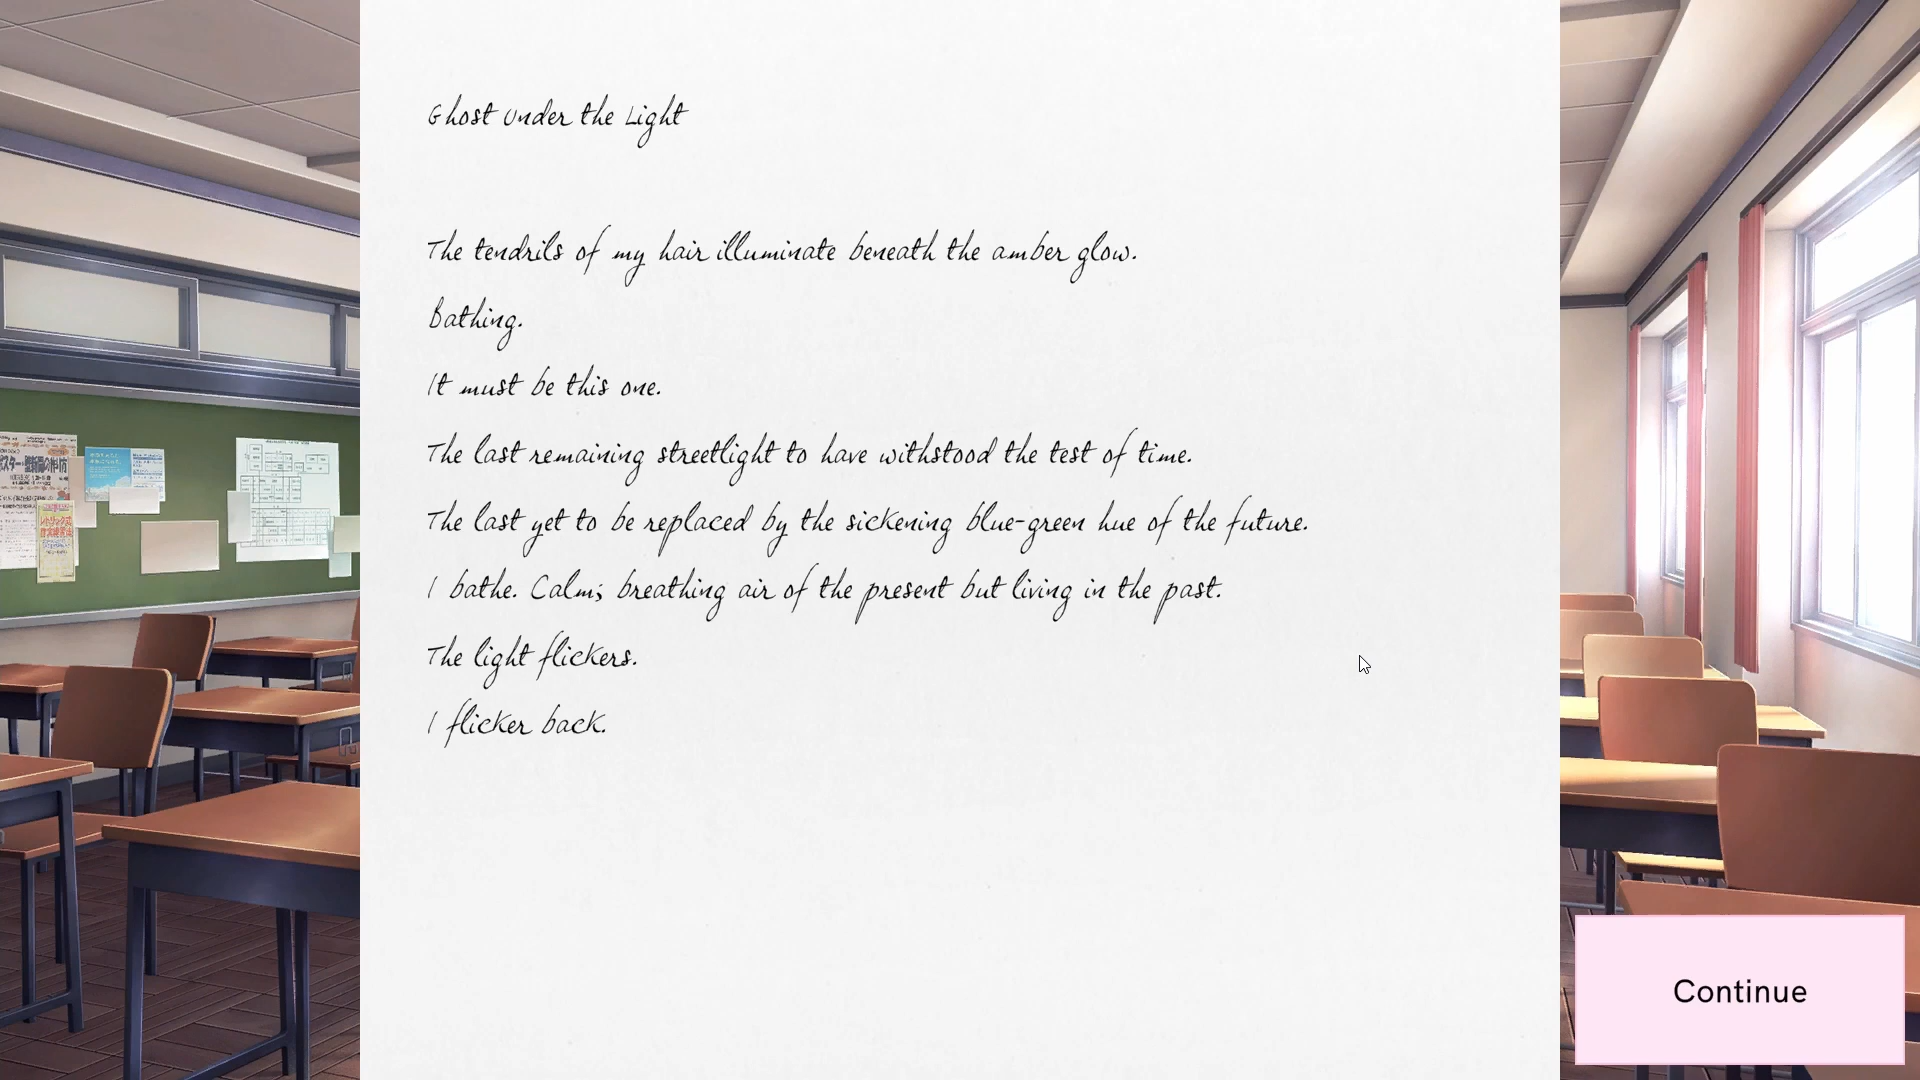 Ghost Under the Light
The tendrils of my hair illuminate beneath the amber glow.
Bathing.
It must be this one.
The last remaining streetlight to have withstood the test of time.
The last yet to be replaced by the sickening blue-green hue of the future.
I bathe. Calm; breathing air of the present but living in the past.
The light flickers.
I flicker back.
Continue